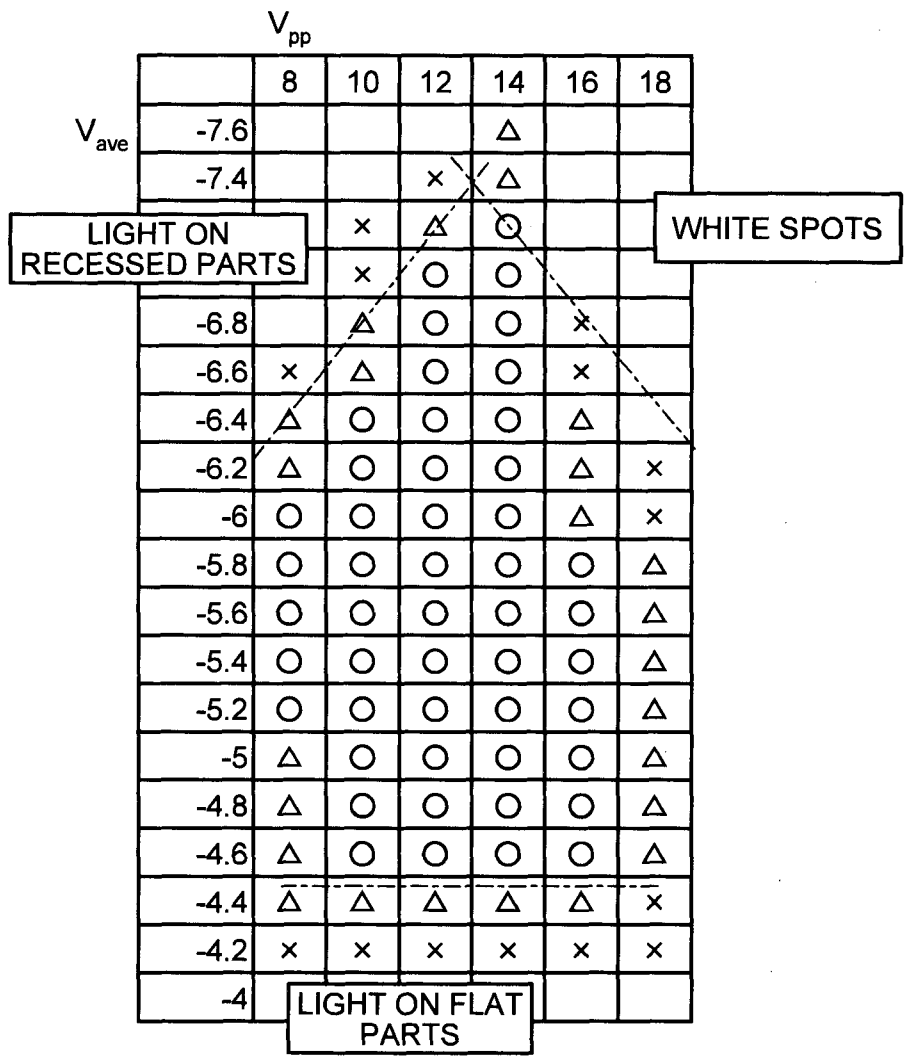 Vpp
8 10 12 14 16 18
Vave
-7.6 △
-7.4 × △
LIGHT ON
RECESSED PARTS
× △ ○
WHITE SPOTS
× ○ ○
-6.8 △ ○ ○ ×
-6.6 × △ ○ ○ ×
-6.4 △ ○ ○ ○ △
-6.2 △ ○ ○ ○ △ ×
-6 ○ ○ ○ ○ △ ×
-5.8 ○ ○ ○ ○ ○ △
-5.6 ○ ○ ○ ○ ○ △
-5.4 ○ ○ ○ ○ ○ △
-5.2 ○ ○ ○ ○ ○ △
-5 △ ○ ○ ○ ○ △
-4.8 △ ○ ○ ○ ○ △
-4.6 △ ○ ○ ○ ○ △
-4.4 △ △ △ △ △ ×
-4.2 × × × × × ×
-4
LIGHT ON FLAT
PARTS